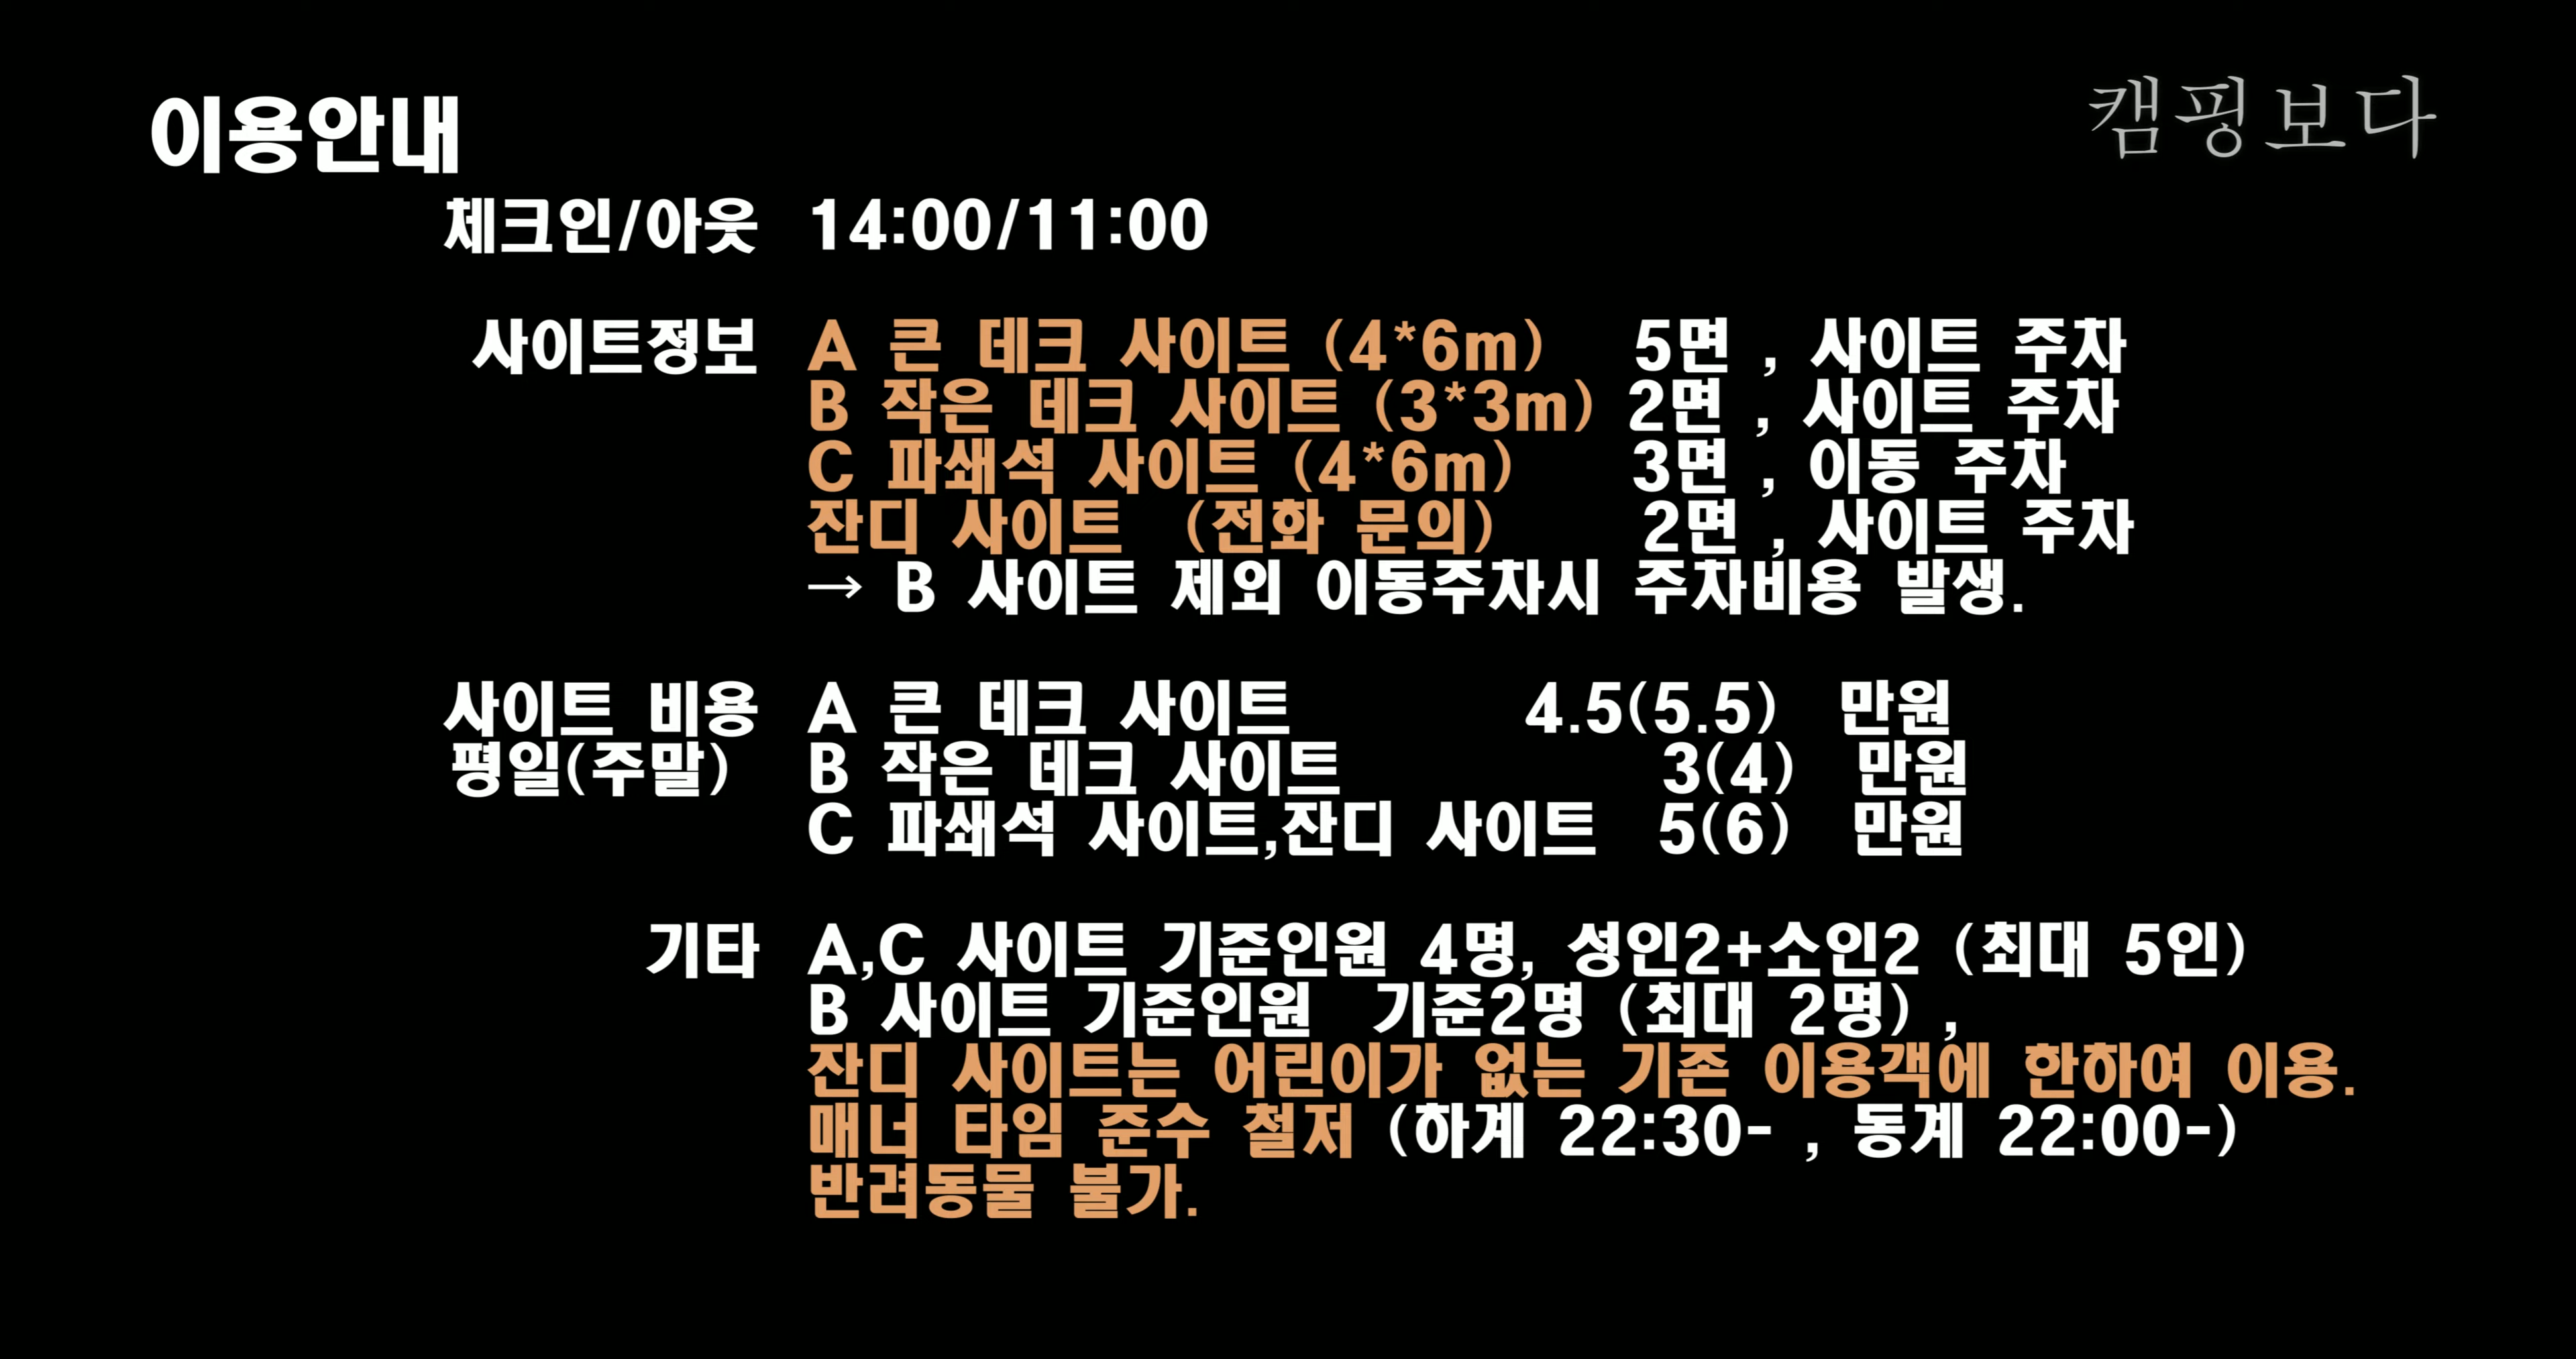 이용안내
캠핑보다
체크인/아웃 14:00/11:00
사이트정보 A 큰 데크 사이트 (4*6m) 5면 , 사이트 주차
B 작은 데크 사이트 (3*3m) 2면 , 사이트 주차
C 파쇄석 사이트 (4*6m) 3면 , 이동 주차
잔디 사이트 (전화 문의) 2면 , 사이트 주차
→ B 사이트 제외 이동주차시 주차비용 발생.
사이트 비용 A 큰 데크 사이트 4.5(5.5) 만원
평일(주말) B 작은 데크 사이트 3(4) 만원
C 파쇄석 사이트,잔디 사이트 5(6) 만원
기타 A,C 사이트 기준인원 4명, 성인2+소인2 (최대 5인)
B 사이트 기준인원 기준2명 (최대 2명) ,
잔디 사이트는 어린이가 없는 기존 이용객에 한하여 이용.
매너 타임 준수 철저 (하계 22:30- , 동계 22:00-)
반려동물 불가.